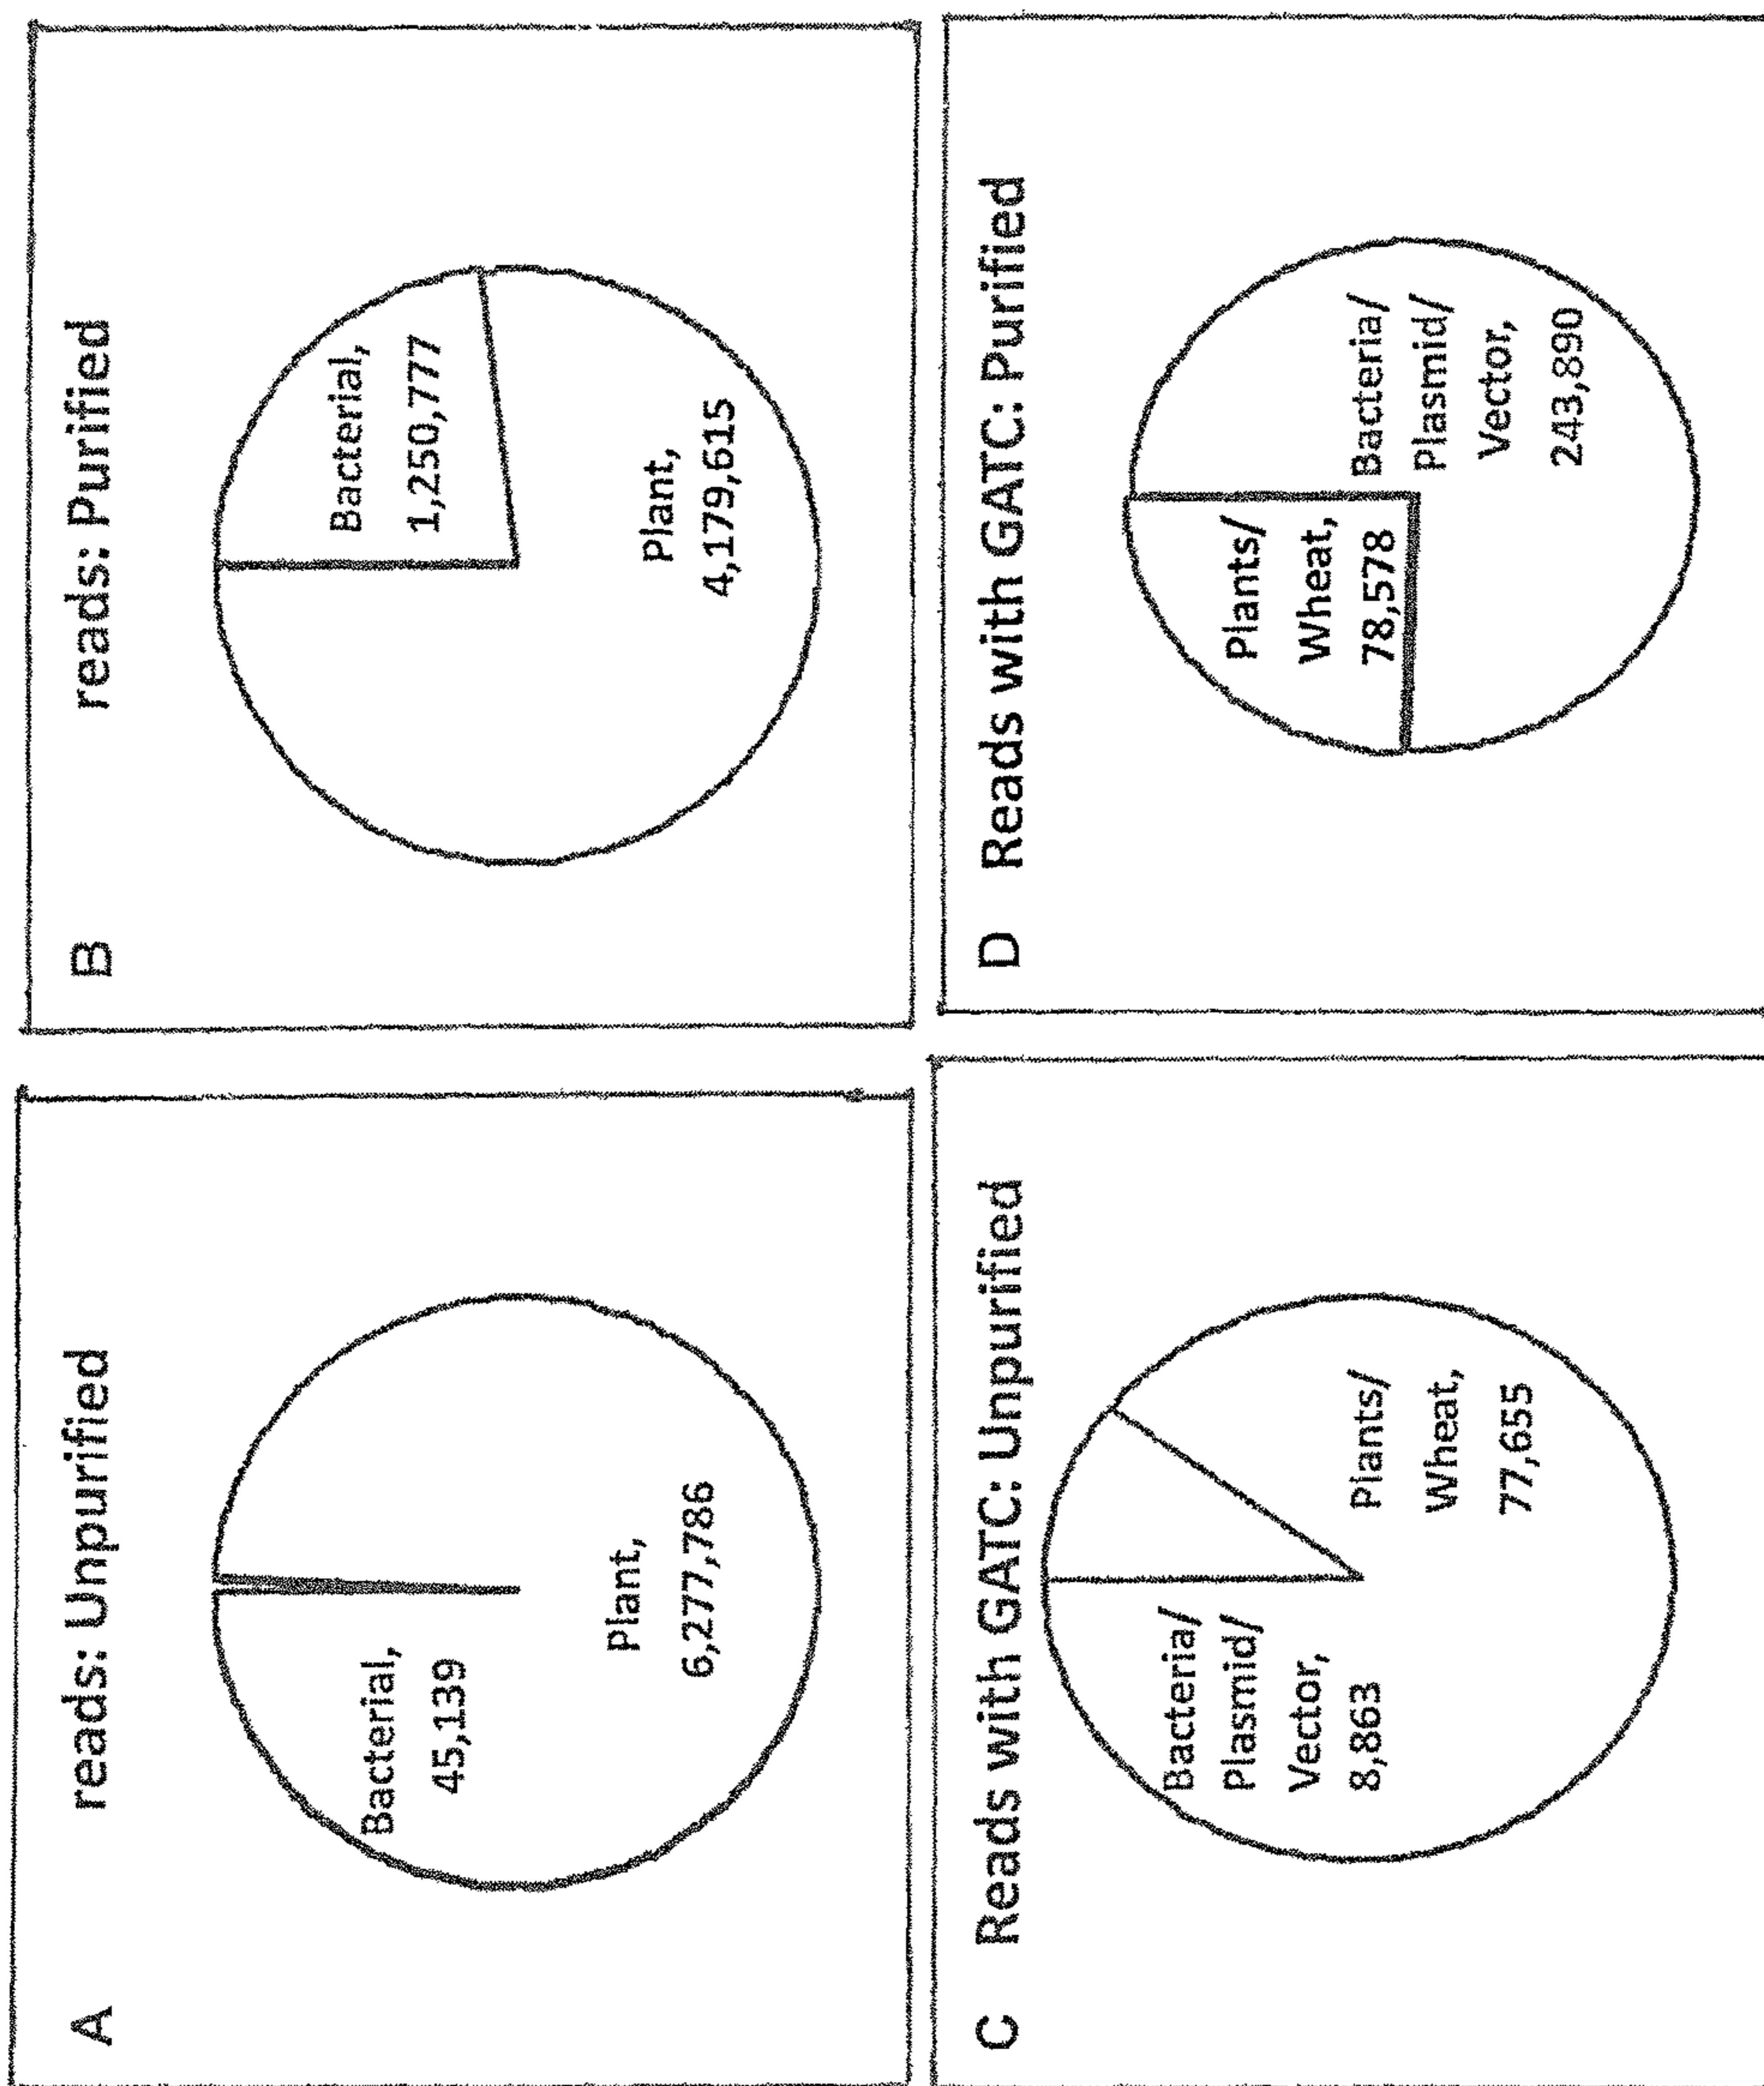 A reads: Unpurified
Bacterial,
45,139
Plant,
6,277,786
B reads: Purified
Bacterial,
1,250,777
Plant,
4,179,615
C Reads with GATC: Unpurified
Bacteria/
Plasmid/
Vector,
8,863
Plants/
Wheat,
77,655
D Reads with GATC: Purified
Plants/
Wheat,
78,578
Bacteria/
Plasmid/
Vector,
243,890